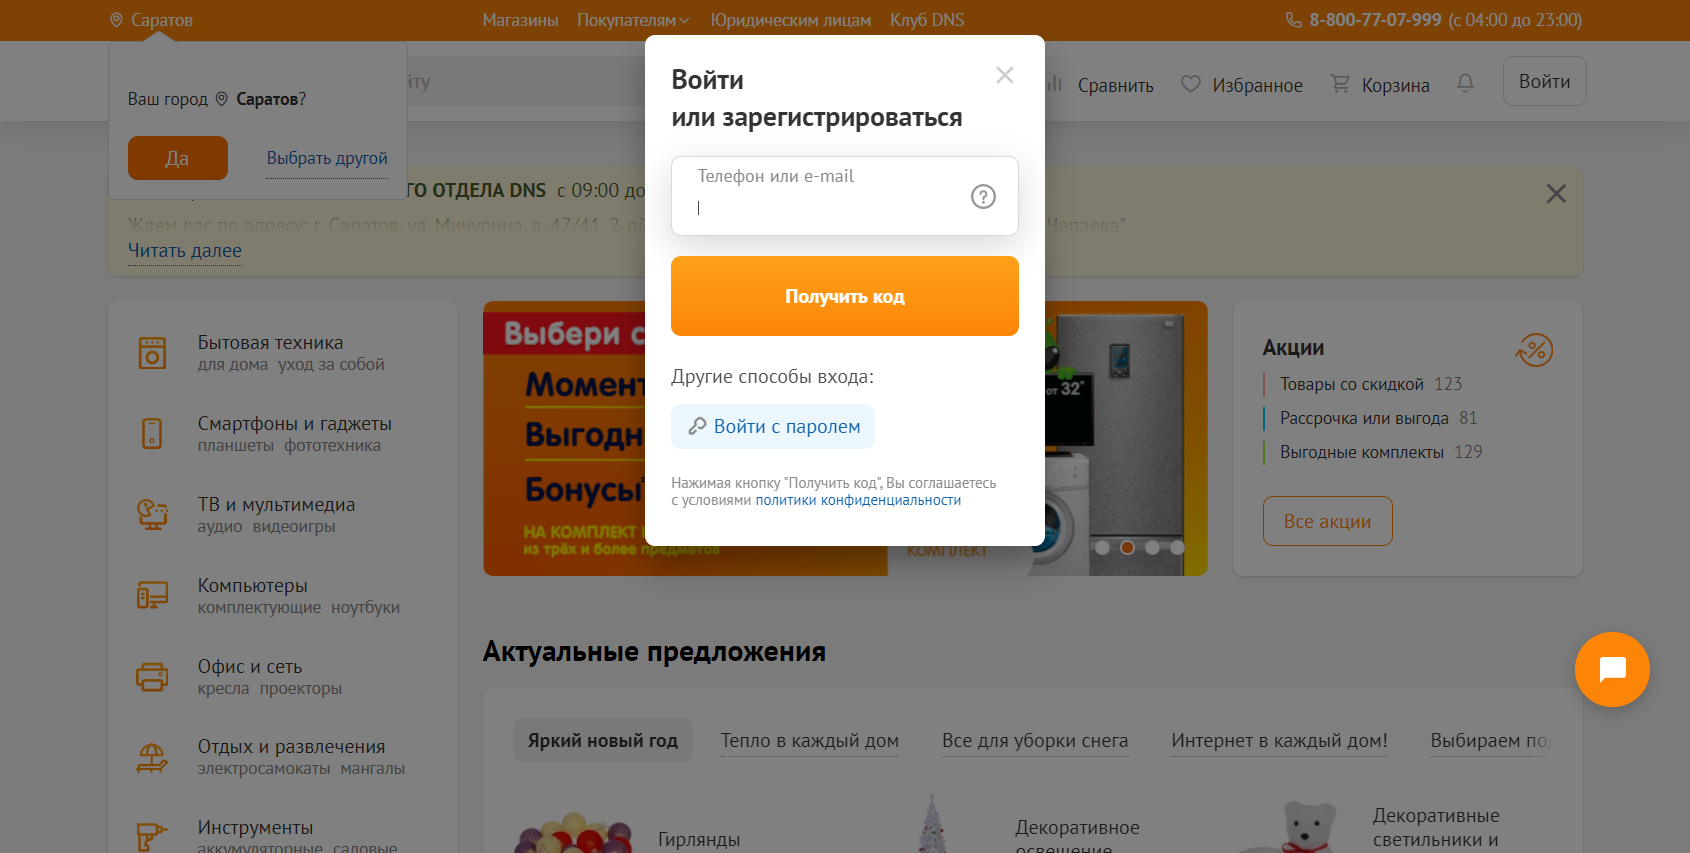 Саратов
Магазины Покупателям Юридическим лицам Клуб DNS
8-800-77-07-999 (с 04:00 до 23:00)
Ваш город Саратов?
Да
Выбрать другой
Сравнить
Избранное
Корзина
Войти
ОТДЕЛА DNS с 09:00 до
Ждем вас по адресу: г. Саратов, ул. Мичурина, д. 47/41, 2-ой
Чапаева"
Читать далее
Войти
или зарегистрироваться
Телефон или e-mail
Получить код
Другие способы входа:
Войти с паролем
Нажимая кнопку "Получить код", Вы соглашаетесь
с условиями политики конфиденциальности
Бытовая техника
для дома уход за собой
Смартфоны и гаджеты
планшеты фототехника
ТВ и мультимедиа
аудио видеоигры
Компьютеры
комплектующие ноутбуки
Офис и сеть
кресла проекторы
Отдых и развлечения
электросамокаты мангалы
Инструменты
аккумуляторные садовые
Выбери
Бонусы
НА КОМПЛЕКТ
из трёх и более предметов
КОМПЛЕКТ
от 32"
Акции
Товары со скидкой 123
Рассрочка или выгода 81
Выгодные комплекты 129
Все акции
Актуальные предложения
Яркий новый год
Тепло в каждый дом
Все для уборки снега
Интернет в каждый дом!
Выбираем
Гирлянды
Декоративное
освещение
Декоративные
светильники и